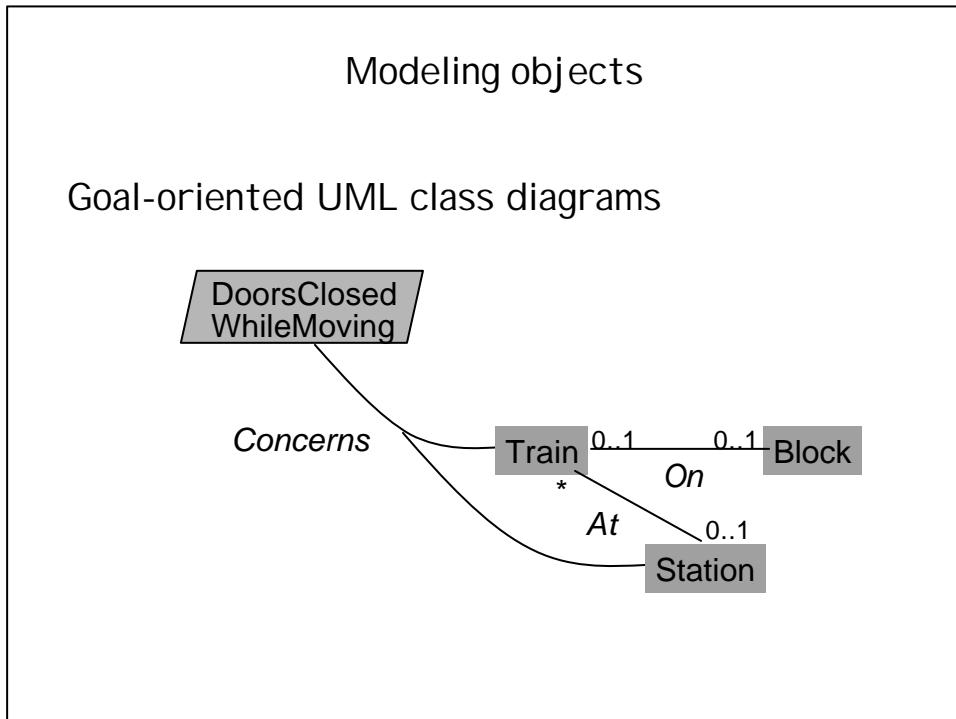 Modeling objects
Goal-oriented UML class diagrams
DoorsClosed
WhileMoving
Concerns
Train
0..1
0..1
Block
On
*
At
0..1
Station